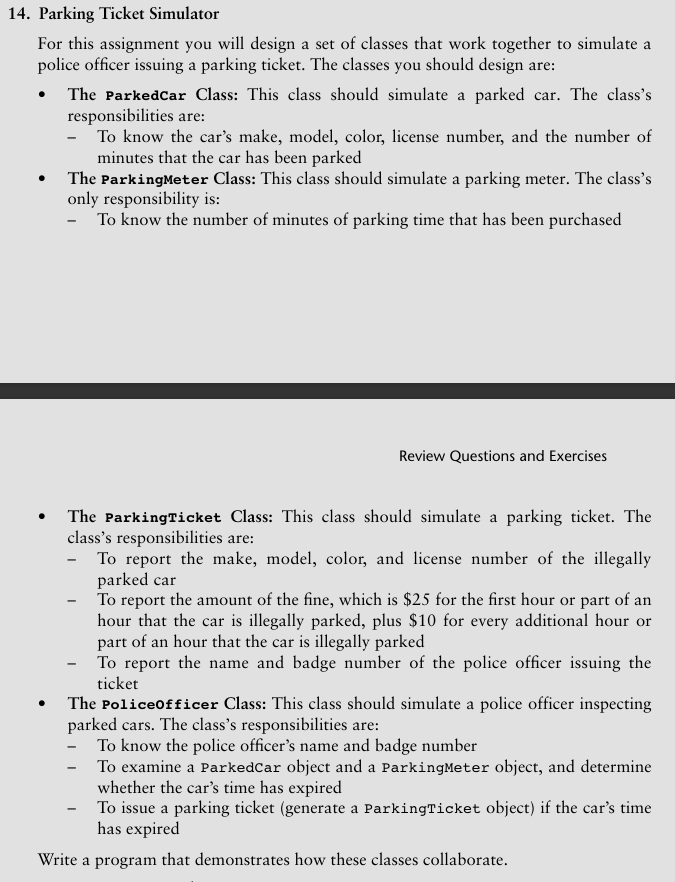 14. Parking Ticket Simulator
For this assignment you will design a set of classes that work together to simulate a
police officer issuing a parking ticket. The classes you should design are:
• The ParkedCar Class: This class should simulate a parked car. The class's
responsibilities are:
– To know the car's make, model, color, license number, and the number of
minutes that the car has been parked
• The ParkingMeter Class: This class should simulate a parking meter. The class's
only responsibility is:
– To know the number of minutes of parking time that has been purchased
Review Questions and Exercises
• The ParkingTicket Class: This class should simulate a parking ticket. The
class's responsibilities are:
– To report the make, model, color, and license number of the illegally
parked car
– To report the amount of the fine, which is $25 for the first hour or part of an
hour that the car is illegally parked, plus $10 for every additional hour or
part of an hour that the car is illegally parked
– To report the name and badge number of the police officer issuing the
ticket
• The PoliceOfficer Class: This class should simulate a police officer inspecting
parked cars. The class's responsibilities are:
– To know the police officer's name and badge number
– To examine a ParkedCar object and a ParkingMeter object, and determine
whether the car's time has expired
– To issue a parking ticket (generate a ParkingTicket object) if the car's time
has expired
Write a program that demonstrates how these classes collaborate.